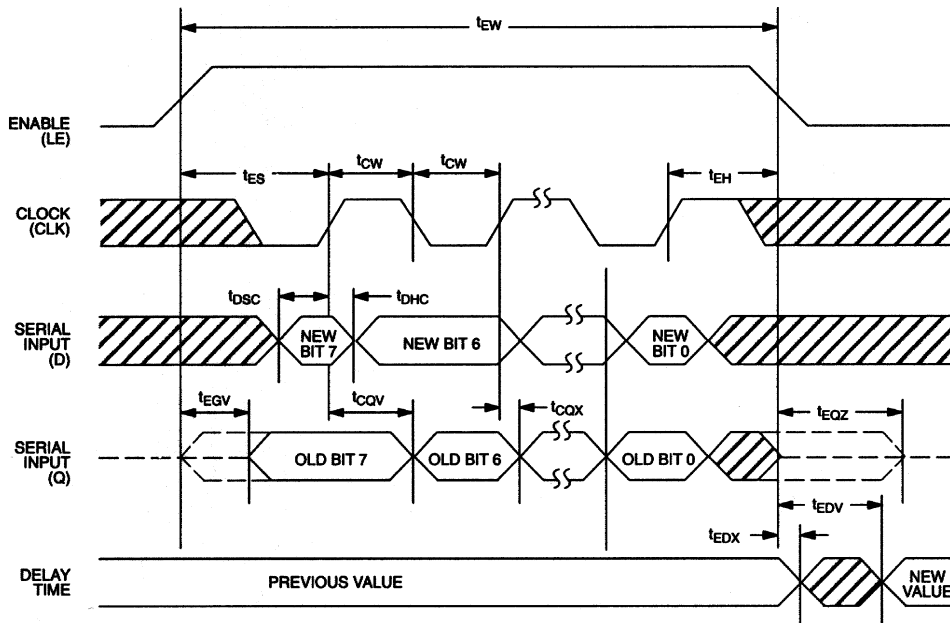 tEW
ENABLE
(LE)
tES
tCW
tCW
tEH
CLOCK
(CLK)
tDSC
tDHC
SERIAL
INPUT
(D)
NEW
BIT 7
NEW BIT 6
NEW
BIT 0
tEGV
tCQV
tCQX
tEQZ
SERIAL
INPUT
(Q)
OLD BIT 7
OLD BIT 6
OLD BIT 0
tEDV
tEDX
DELAY
TIME
PREVIOUS VALUE
NEW
VALUE